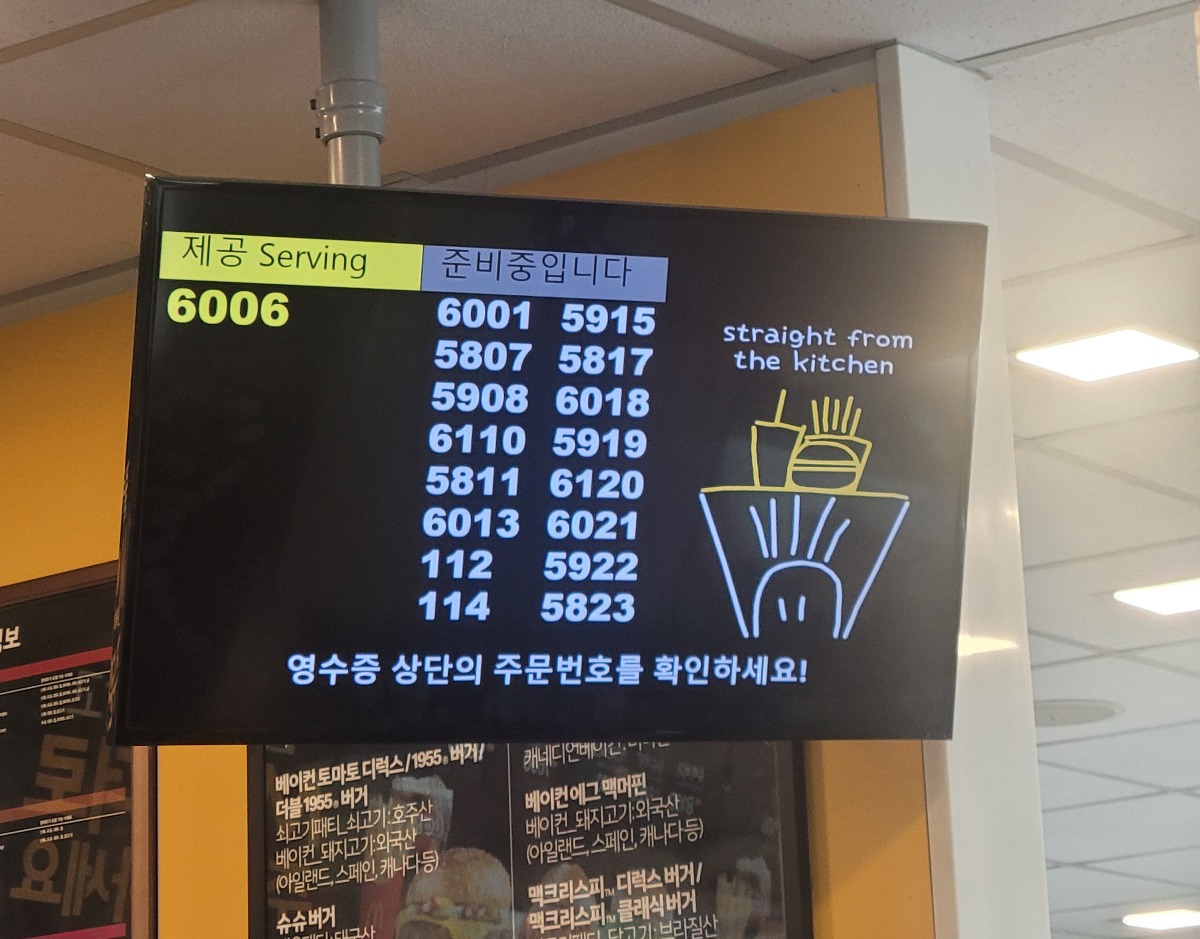 제공 Serving
준비중입니다
6006
6001 5915
5807 5817
5908 6018
6110 5919
5811 6120
6013 6021
112 5922
114 5823
straight from
the kitchen
영수증 상단의 주문번호를 확인하세요!
베이컨 토마토 디럭스 / 1955® 버거 /
더블 1955® 버거
쇠고기패티_쇠고기:호주산
베이컨_돼지고기:외국산
(아일랜드, 스페인, 캐나다 등)
슈슈 버거
베이컨 에그 맥머핀
베이컨_돼지고기:외국산
(아일랜드, 스페인, 캐나다 등)
맥크리스피™ 디럭스 버거 /
맥크리스피™ 클래식 버거